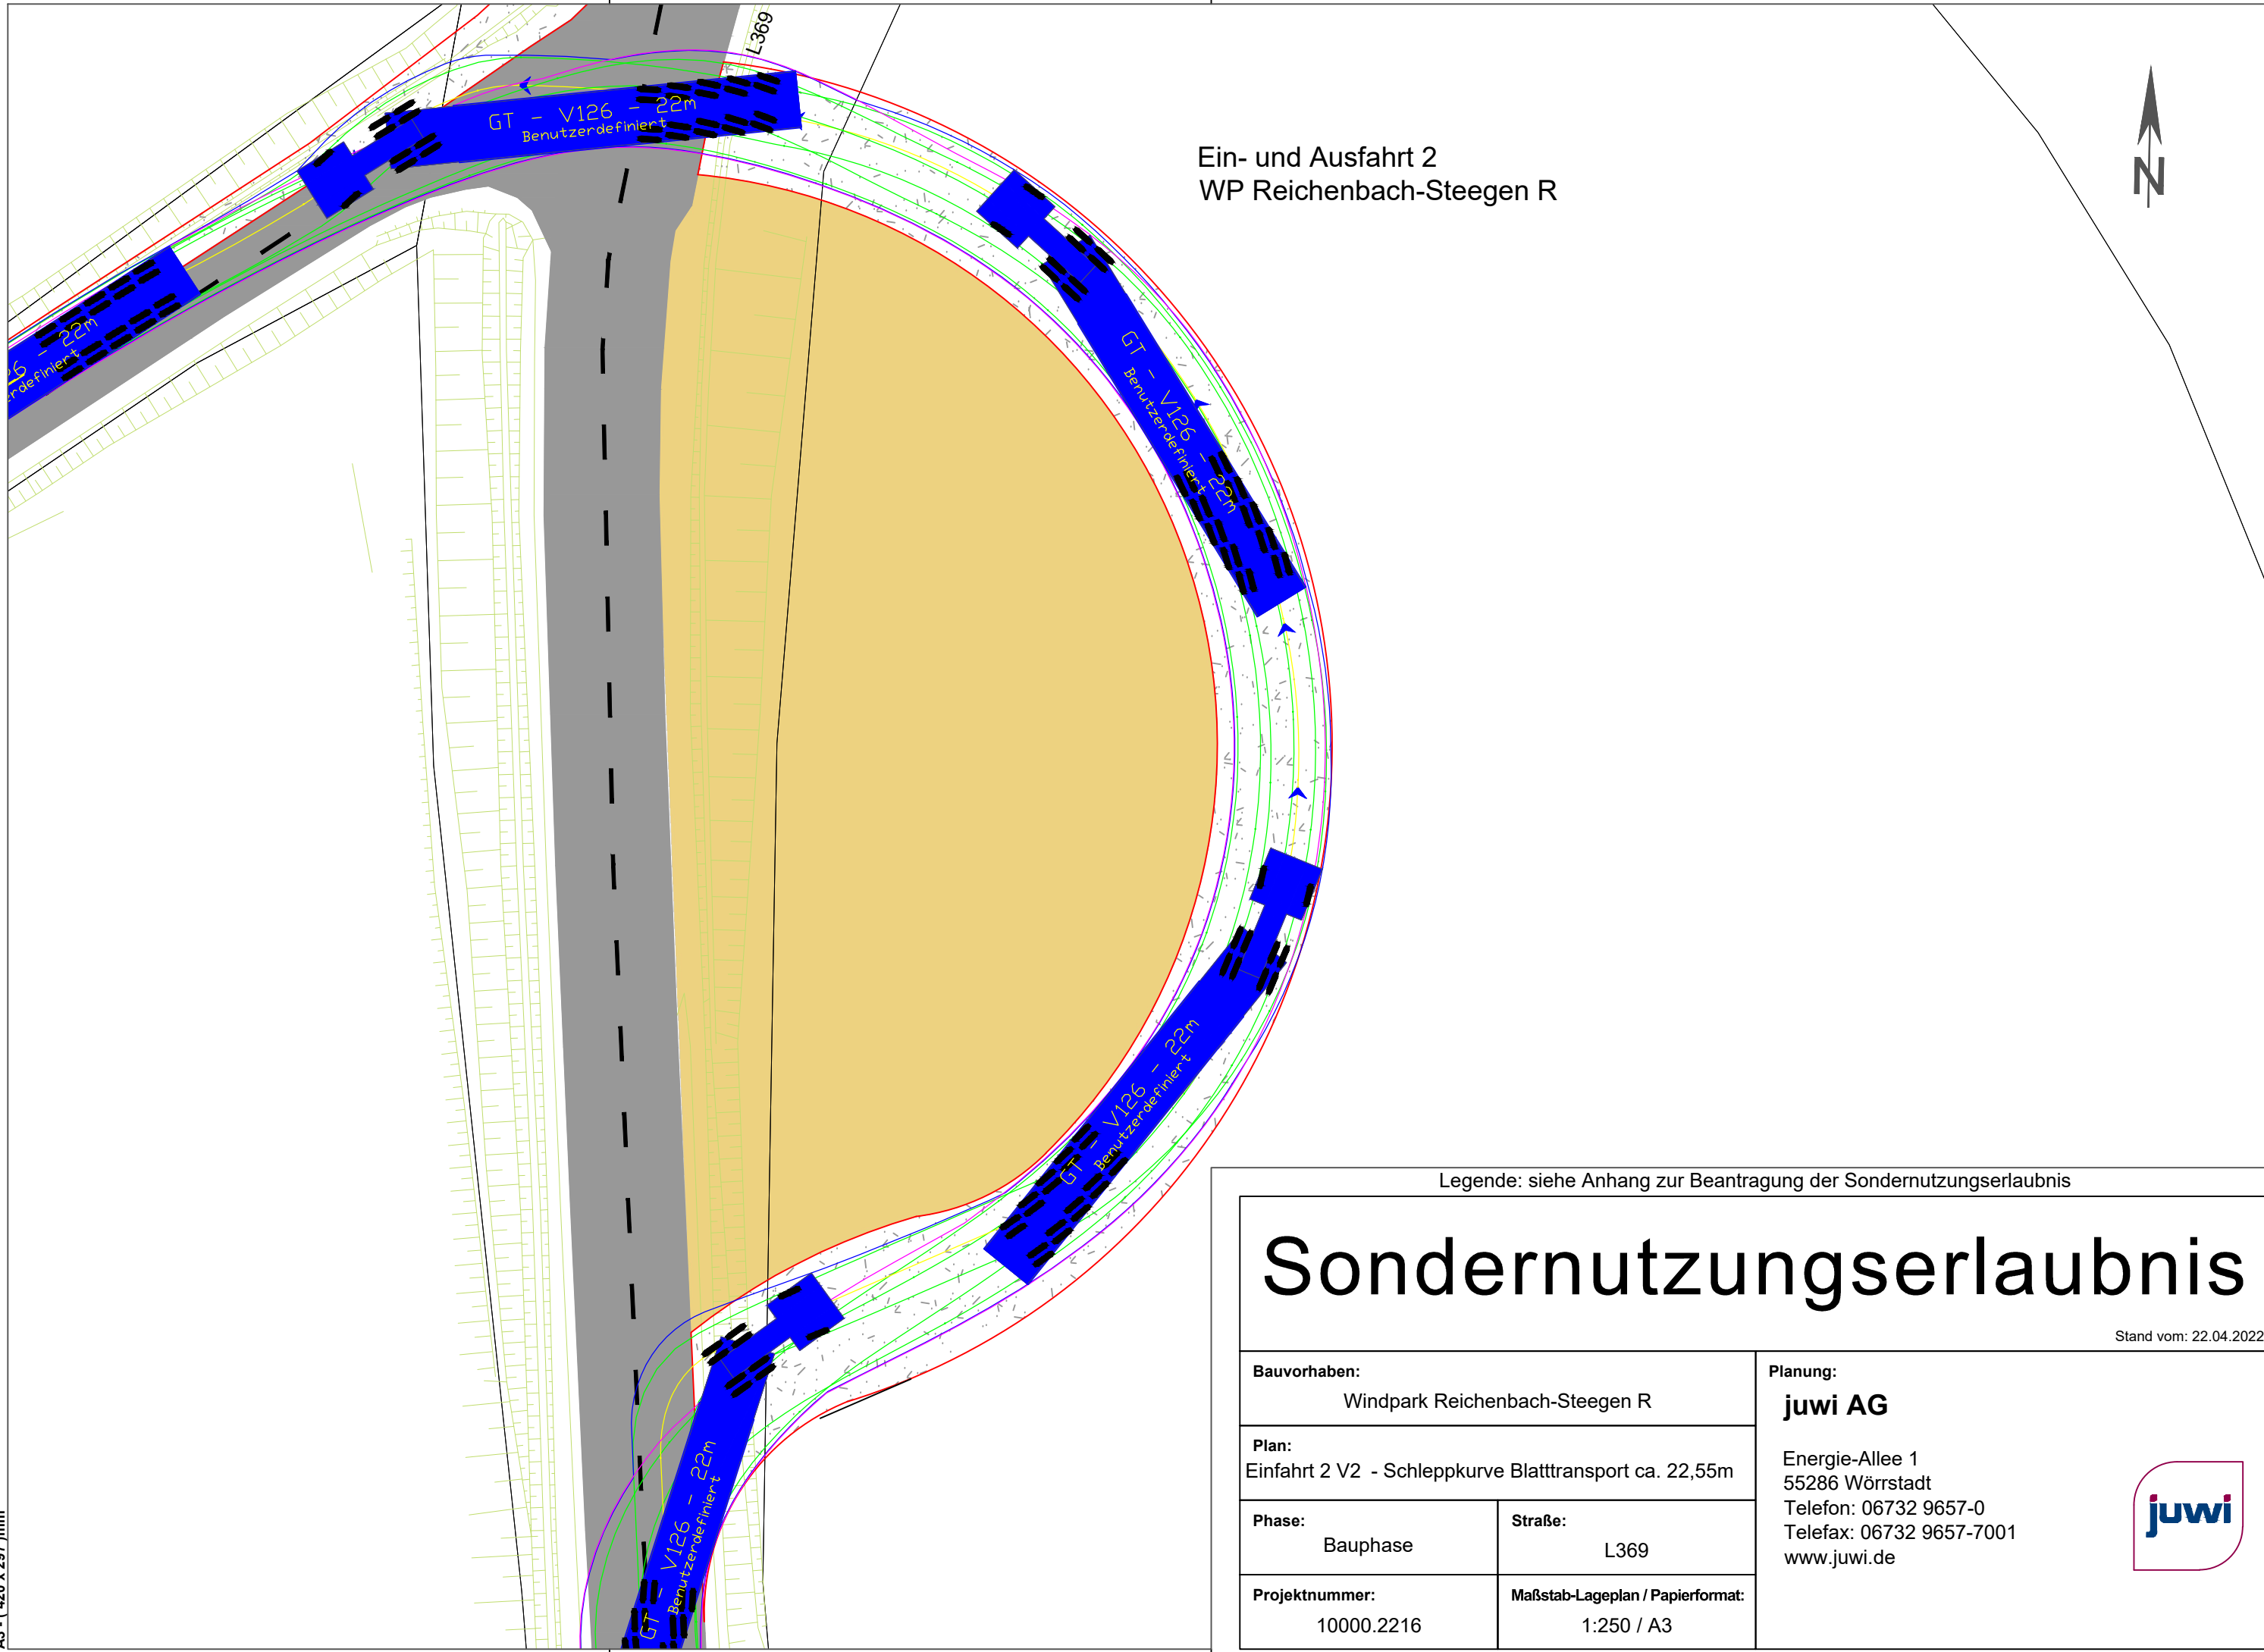 L369
GT - V126 - 22m
Benutzerdefiniert
Ein- und Ausfahrt 2
WP Reichenbach-Steegen R
N
26 - 22m
erdefiniert
GT - V126 - 22m
Benutzerdefiniert
GT - V126 - 22m
Benutzerdefiniert
GT - V126 - 22m
Benutzerdefiniert
Legende: siehe Anhang zur Beantragung der Sondernutzungserlaubnis
Sondernutzungserlaubnis
Stand vom: 22.04.2022
Bauvorhaben:
Windpark Reichenbach-Steegen R
Plan:
Einfahrt 2 V2 - Schleppkurve Blatttransport ca. 22,55m
Phase:
Bauphase
Straße:
L369
Projektnummer:
10000.2216
Maßstab-Lageplan / Papierformat:
1:250 / A3
Planung:
juwi AG
Energie-Allee 1
55286 Wörrstadt
Telefon: 06732 9657-0
Telefax: 06732 9657-7001
www.juwi.de
juwi